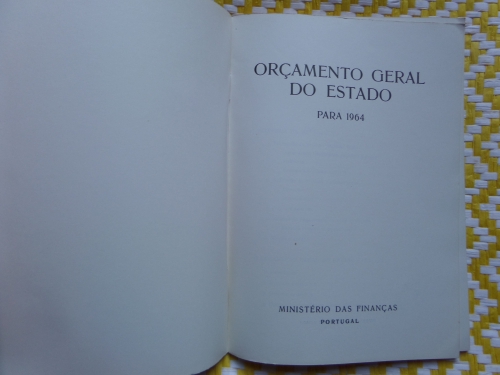 ORÇAMENTO GERAL
DO ESTADO
PARA 1964
MINISTÉRIO DAS FINANÇAS
PORTUGAL